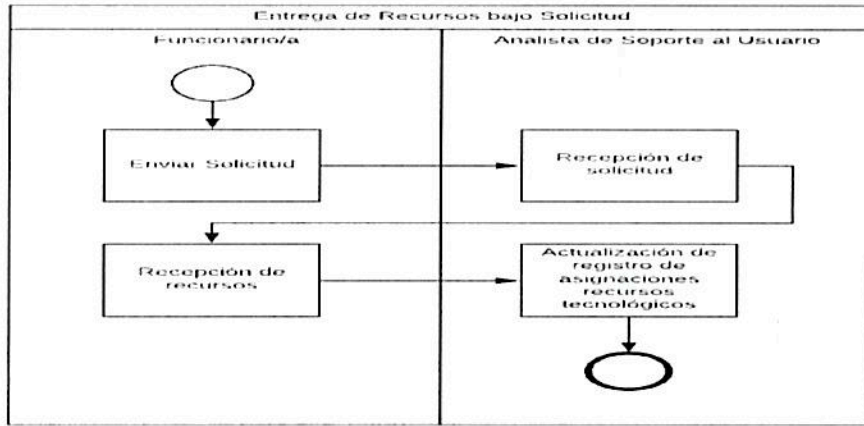 Entrega de Recursos bajo Solicitud
Funcionario/a
Analista de Soporte al Usuario
Enviar Solicitud
Recepción de
solicitud
Recepción de
recursos
Actualización de
registro de
asignaciones
recursos
tecnológicos